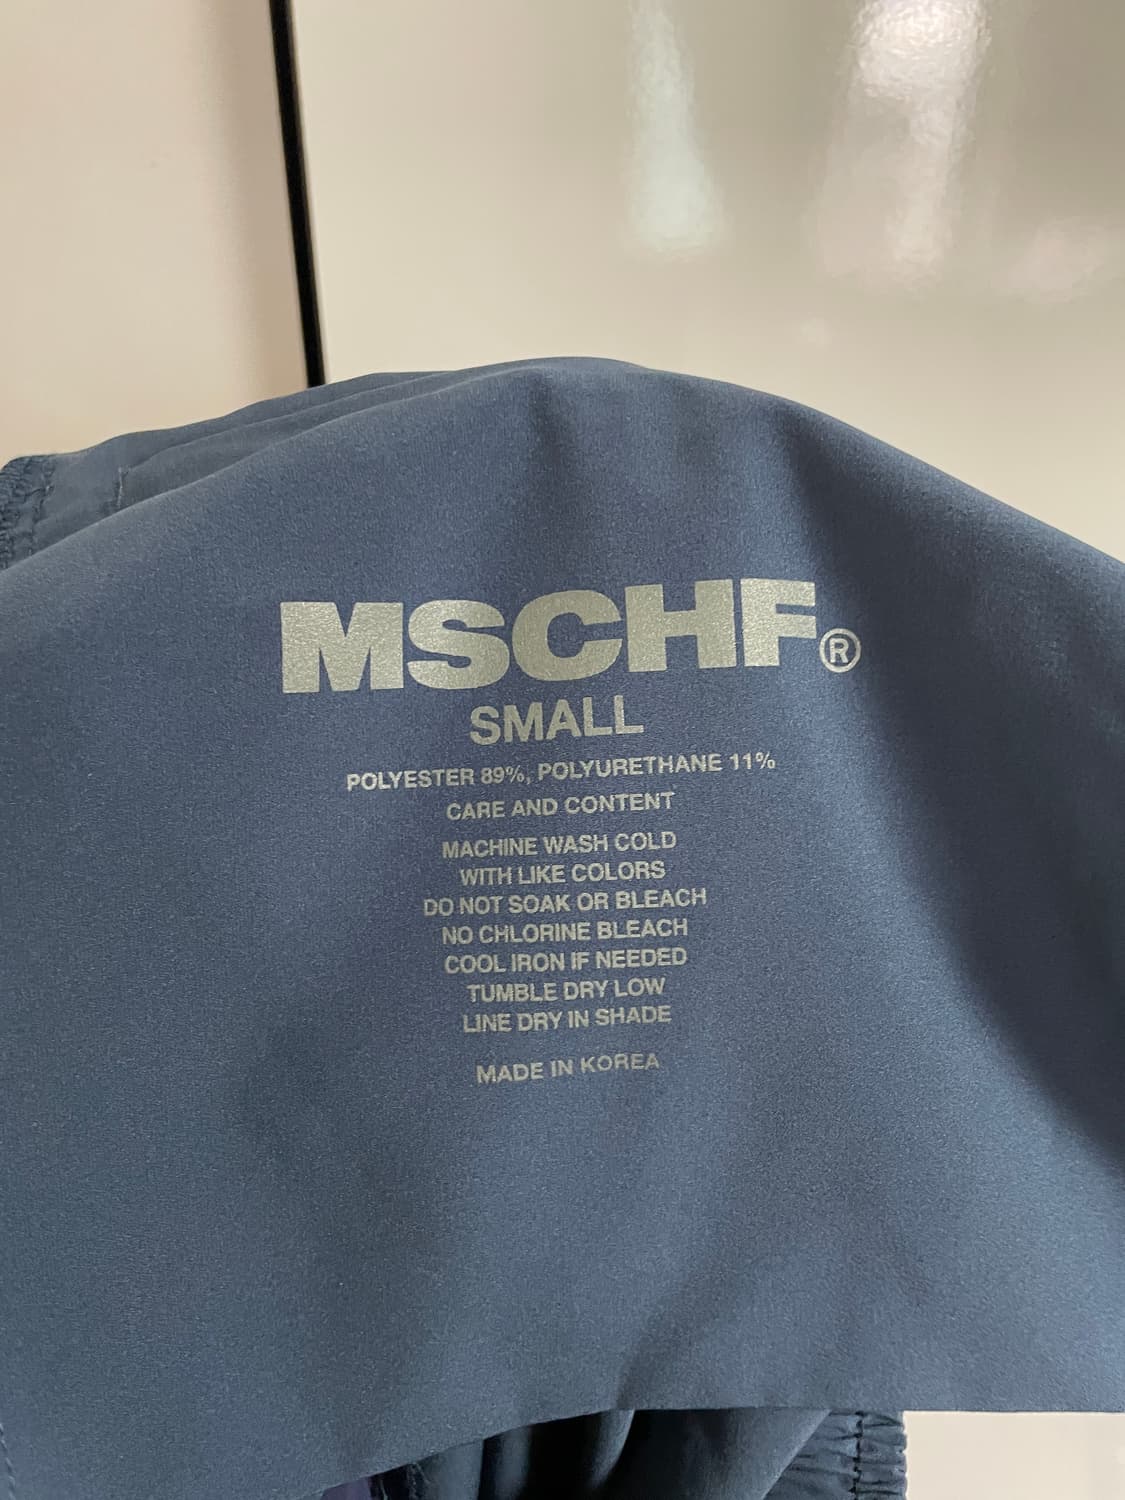 MSCHF®
SMALL
POLYESTER 89%, POLYURETHANE 11%
CARE AND CONTENT
MACHINE WASH COLD
WITH LIKE COLORS
DO NOT SOAK OR BLEACH
NO CHLORINE BLEACH
COOL IRON IF NEEDED
TUMBLE DRY LOW
LINE DRY IN SHADE
MADE IN KOREA